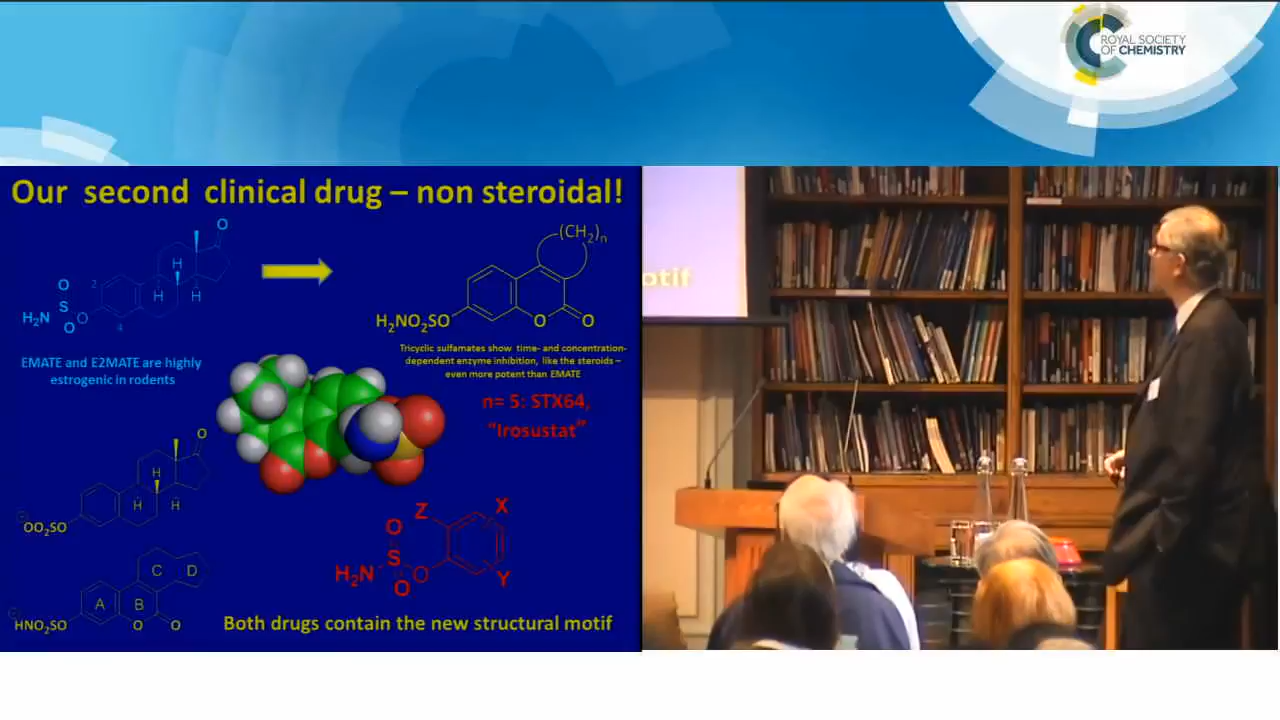 ROYAL SOCIETY
OF CHEMISTRY
Our second clinical drug – non steroidal!
O
H
H
H
2
4
O
S
O
O
H₂N
(CH₂)n
H₂NO₂SO
O
O
EMATE and E2MATE are highly
estrogenic in rodents
Tricyclic sulfamates show time- and concentration-
dependent enzyme inhibition, like the steroids –
even more potent than EMATE
n= 5: STX64,
"Irosustat"
O
H
H
H
OO₂SO
C
D
A
B
HNO₂SO
O
O
Z
X
O
S
H₂N
O
O
Y
Both drugs contain the new structural motif
otif